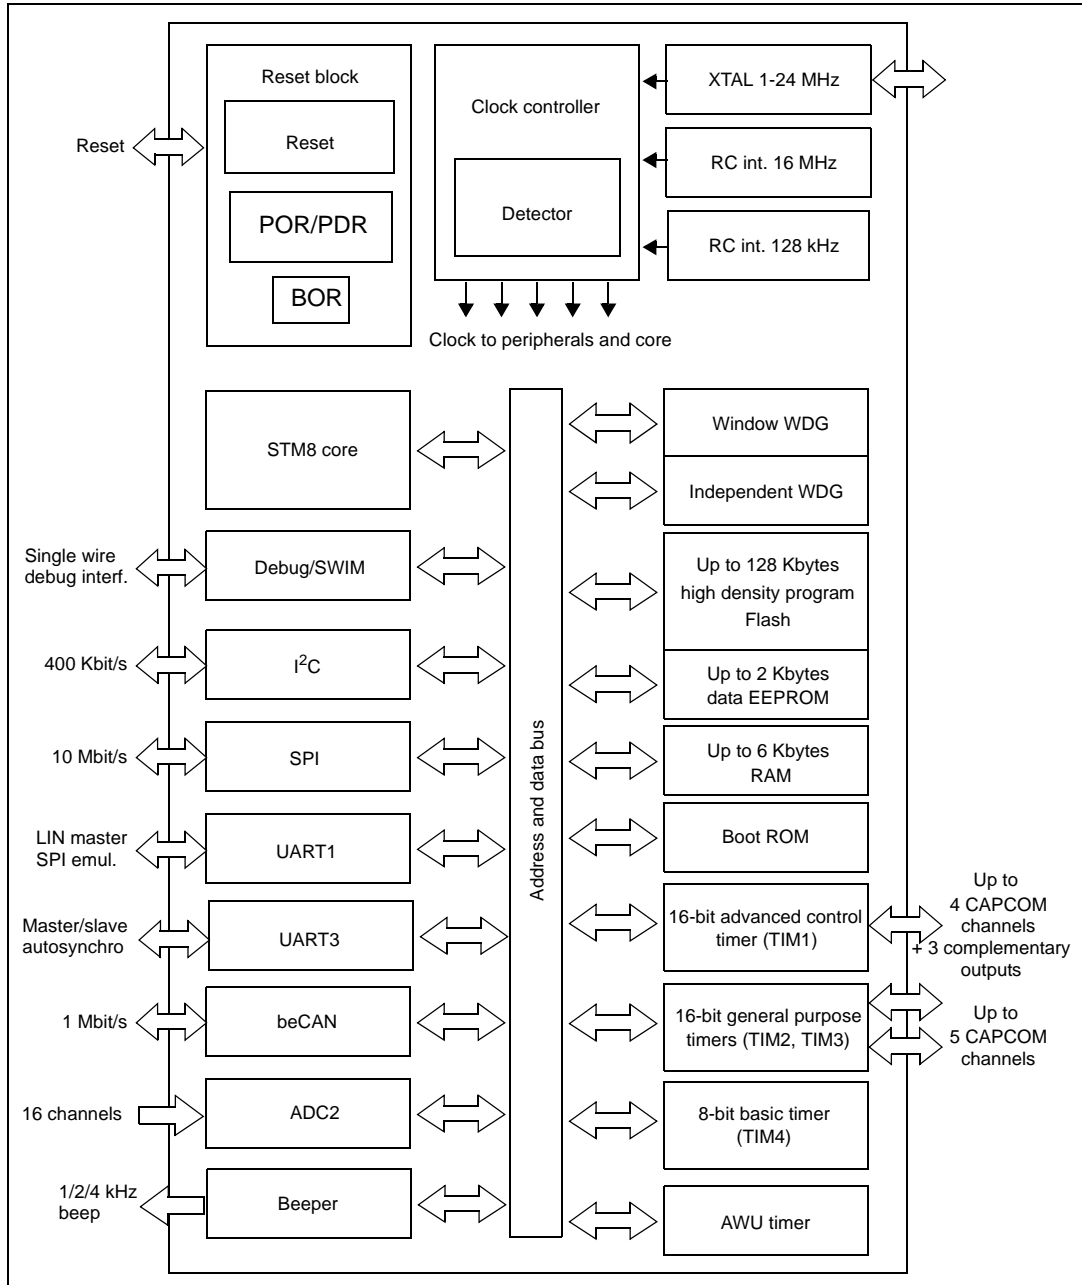 Reset block
Reset
POR/PDR
BOR
Reset
Clock controller
Detector
XTAL 1-24 MHz
RC int. 16 MHz
RC int. 128 kHz
Clock to peripherals and core
STM8 core
Single wire
debug interf.
Debug/SWIM
400 Kbit/s
I²C
10 Mbit/s
SPI
LIN master
SPI emul.
UART1
Master/slave
autosynchro
UART3
1 Mbit/s
beCAN
16 channels
ADC2
1/2/4 kHz
beep
Beeper
Address and data bus
Window WDG
Independent WDG
Up to 128 Kbytes
high density program
Flash
Up to 2 Kbytes
data EEPROM
Up to 6 Kbytes
RAM
Boot ROM
16-bit advanced control
timer (TIM1)
Up to
4 CAPCOM
channels
+ 3 complementary
outputs
16-bit general purpose
timers (TIM2, TIM3)
Up to
5 CAPCOM
channels
8-bit basic timer
(TIM4)
AWU timer